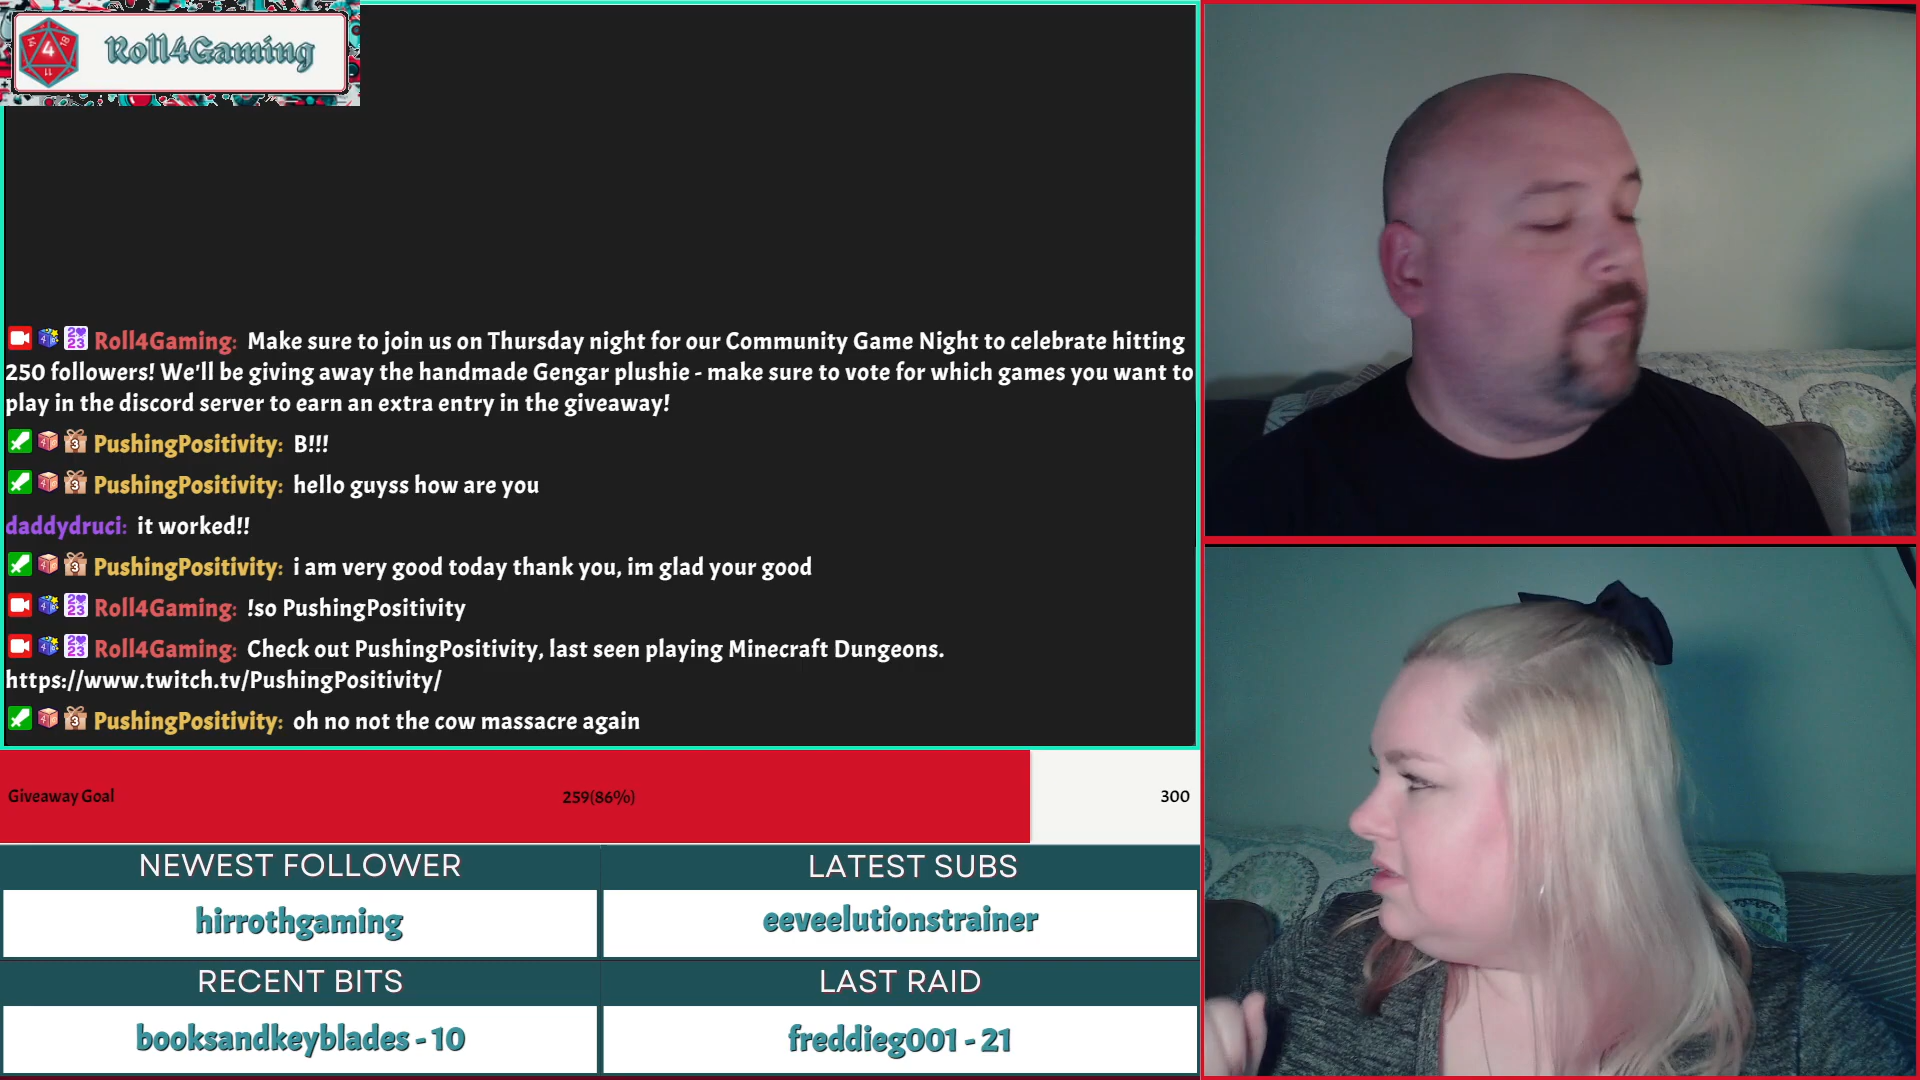 4
Roll4Gaming
Roll4Gaming: Make sure to join us on Thursday night for our Community Game Night to celebrate hitting
250 followers! We'll be giving away the handmade Gengar plushie - make sure to vote for which games you want to
play in the discord server to earn an extra entry in the giveaway!
PushingPositivity: B!!!
PushingPositivity: hello guyss how are you
daddydruci: it worked!!
PushingPositivity: i am very good today thank you, im glad your good
Roll4Gaming: !so PushingPositivity
Roll4Gaming: Check out PushingPositivity, last seen playing Minecraft Dungeons.
https://www.twitch.tv/PushingPositivity/
PushingPositivity: oh no not the cow massacre again
Giveaway Goal 259(86%) 300
NEWEST FOLLOWER
hirrothgaming
LATEST SUBS
eeveelutionstrainer
RECENT BITS
booksandkeyblades - 10
LAST RAID
freddieg001 - 21